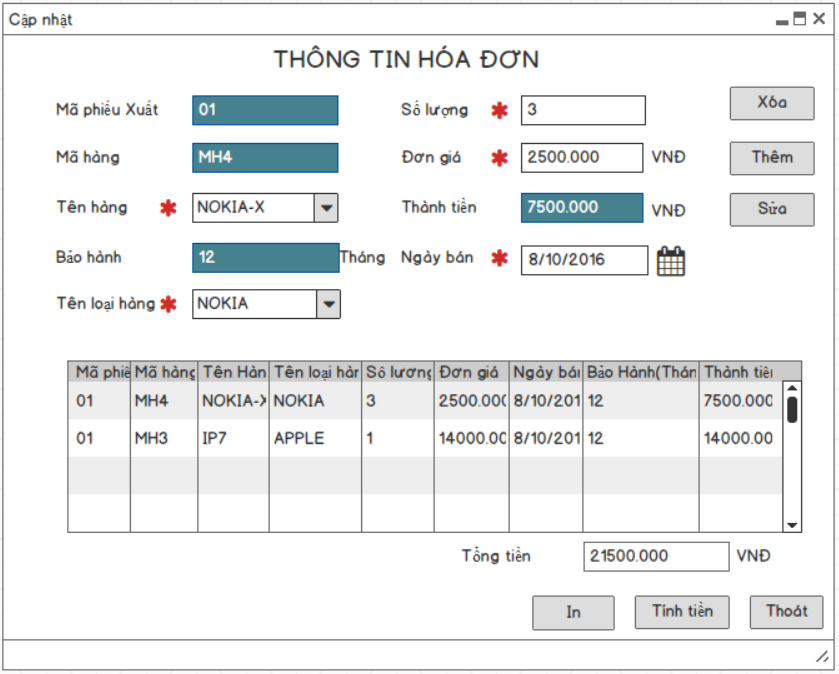 Cập nhật
THÔNG TIN HÓA ĐƠN
Mã phiếu Xuất 01 Số lượng * 3 Xóa
Mã hàng MH4 Đơn giá * 2500.000 VNĐ Thêm
Tên hàng * NOKIA-X Thành tiền 7500.000 VNĐ Sửa
Bảo hành 12 Tháng Ngày bán * 8/10/2016
Tên loại hàng * NOKIA
Mã phiê Mã hàng Tên Hàn Tên loại hàr Số lương Đơn giá Ngày bái Bảo Hành(Thán Thành tiêi
01 MH4 NOKIA-X NOKIA 3 2500.000 8/10/201 12 7500.000
01 MH3 IP7 APPLE 1 14000.00 8/10/201 12 14000.00
Tổng tiền 21500.000 VNĐ
In Tính tiền Thoát